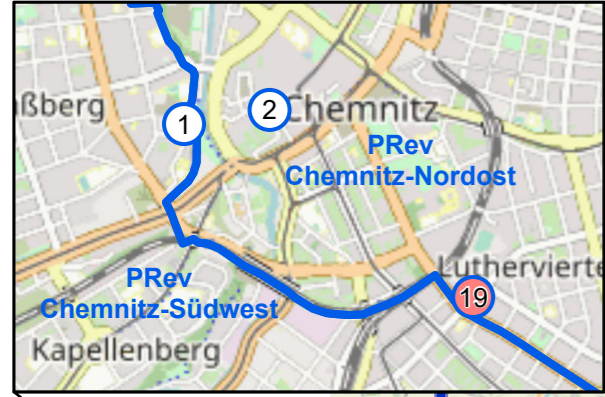 ßberg
1
2
Chemnitz
PRev
Chemnitz-Nordost
PRev
Chemnitz-Südwest
Luthervierte
19
Kapellenberg